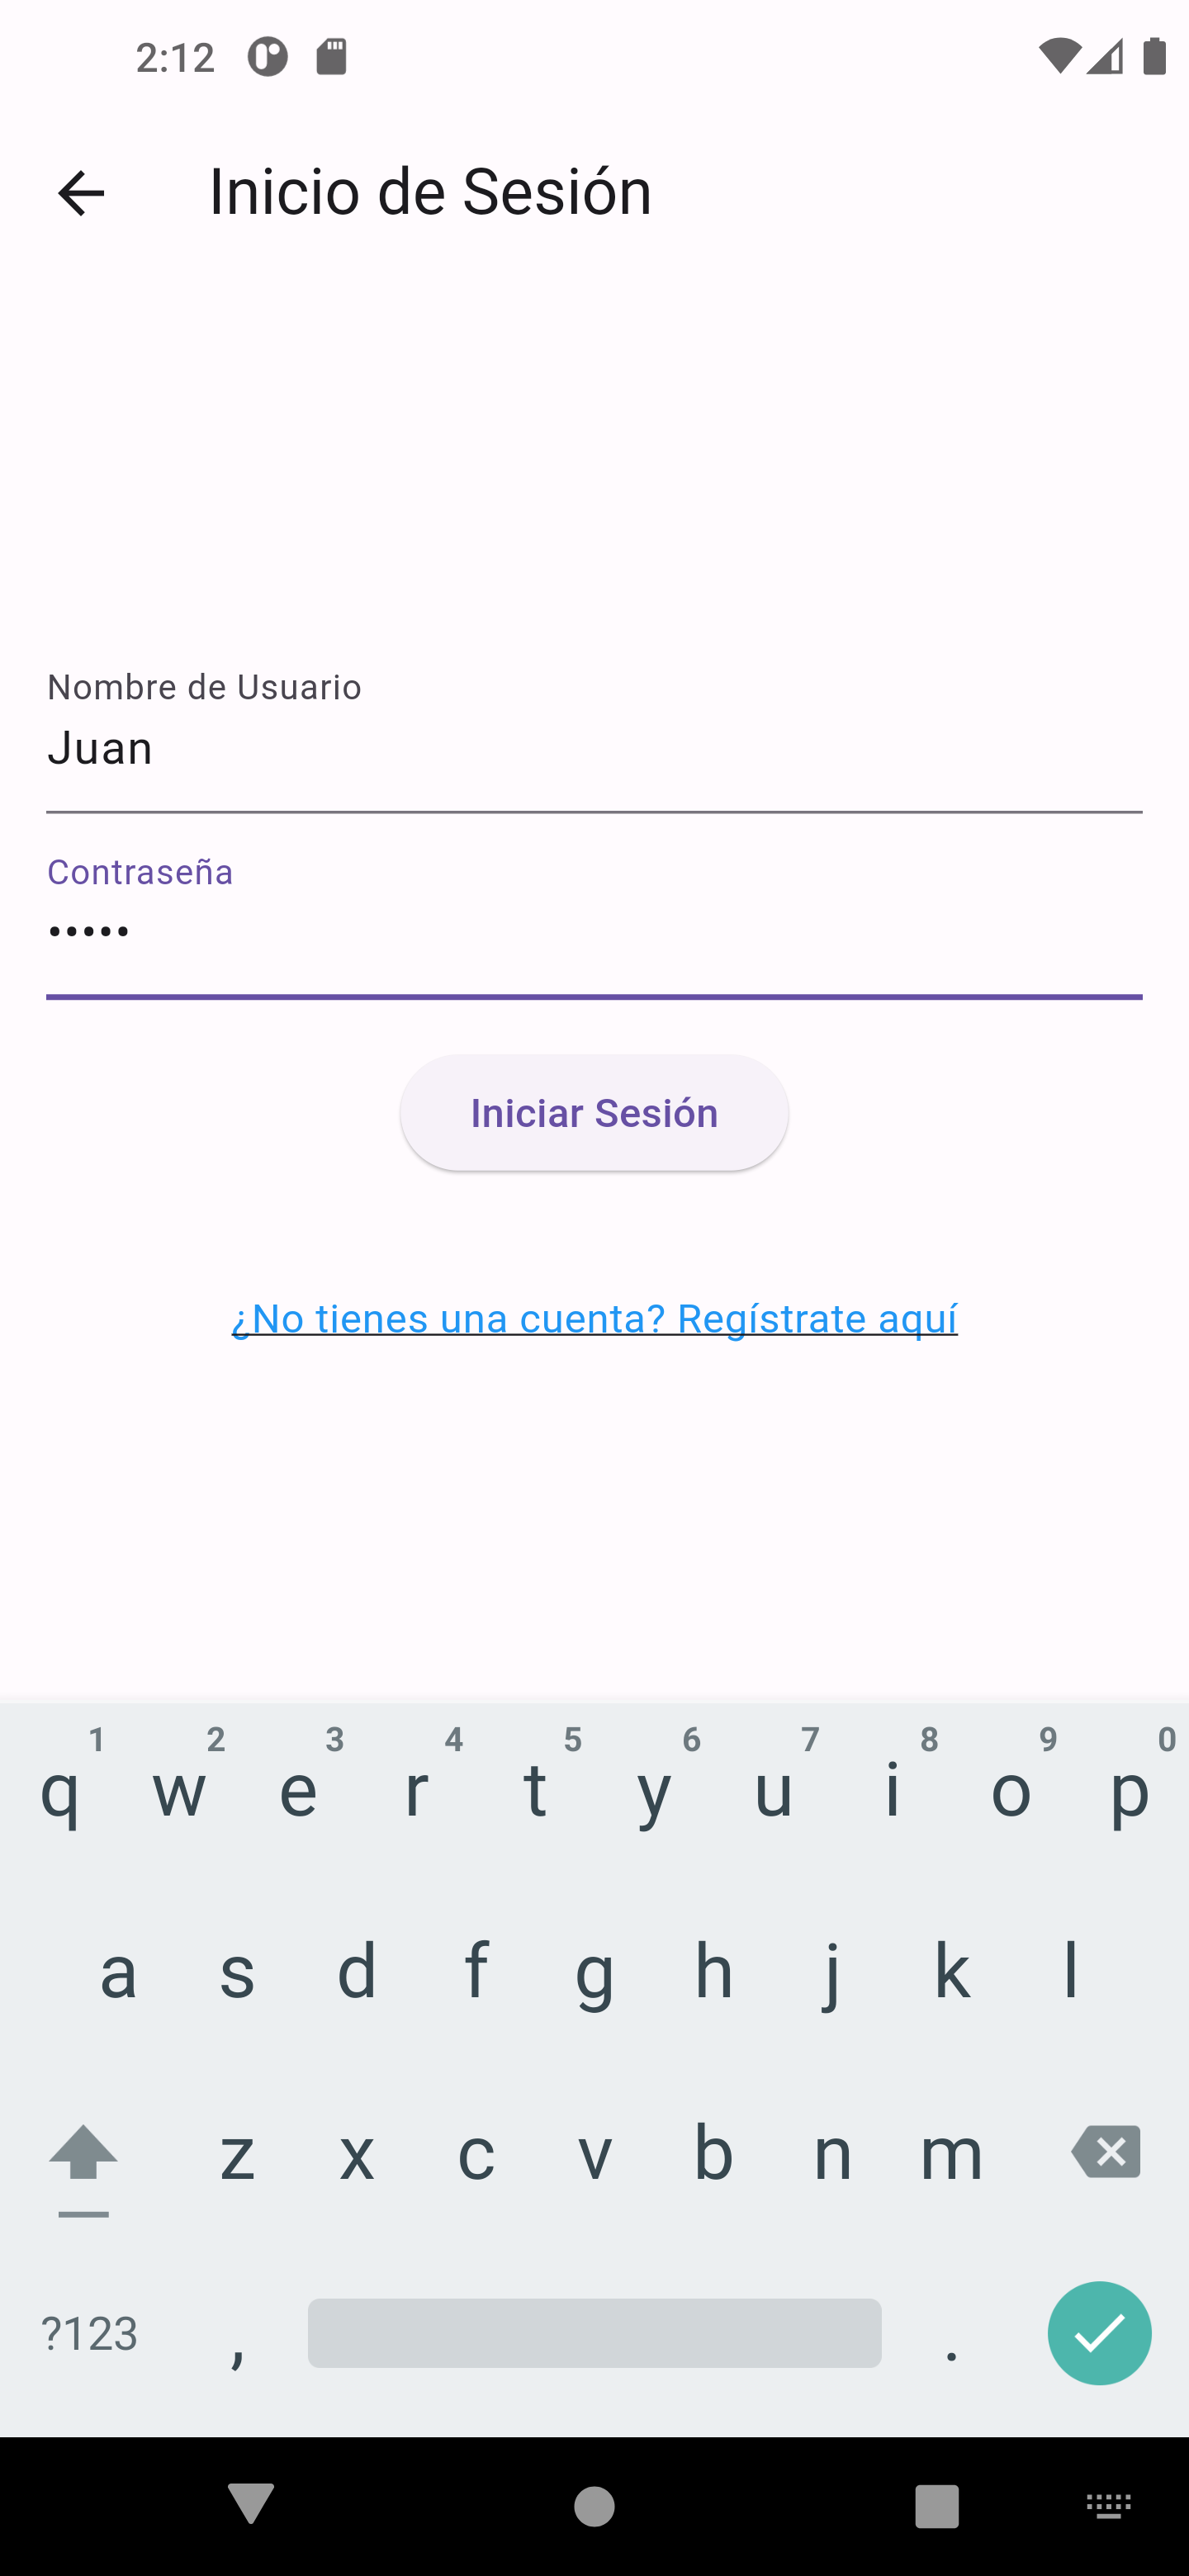 2:12
Inicio de Sesión
Nombre de Usuario
Juan
Contraseña
•••••
Iniciar Sesión
¿No tienes una cuenta? Regístrate aquí
1 2 3 4 5 6 7 8 9 0
q w e r t y u i o p
a s d f g h j k l
z x c v b n m
?123 , .